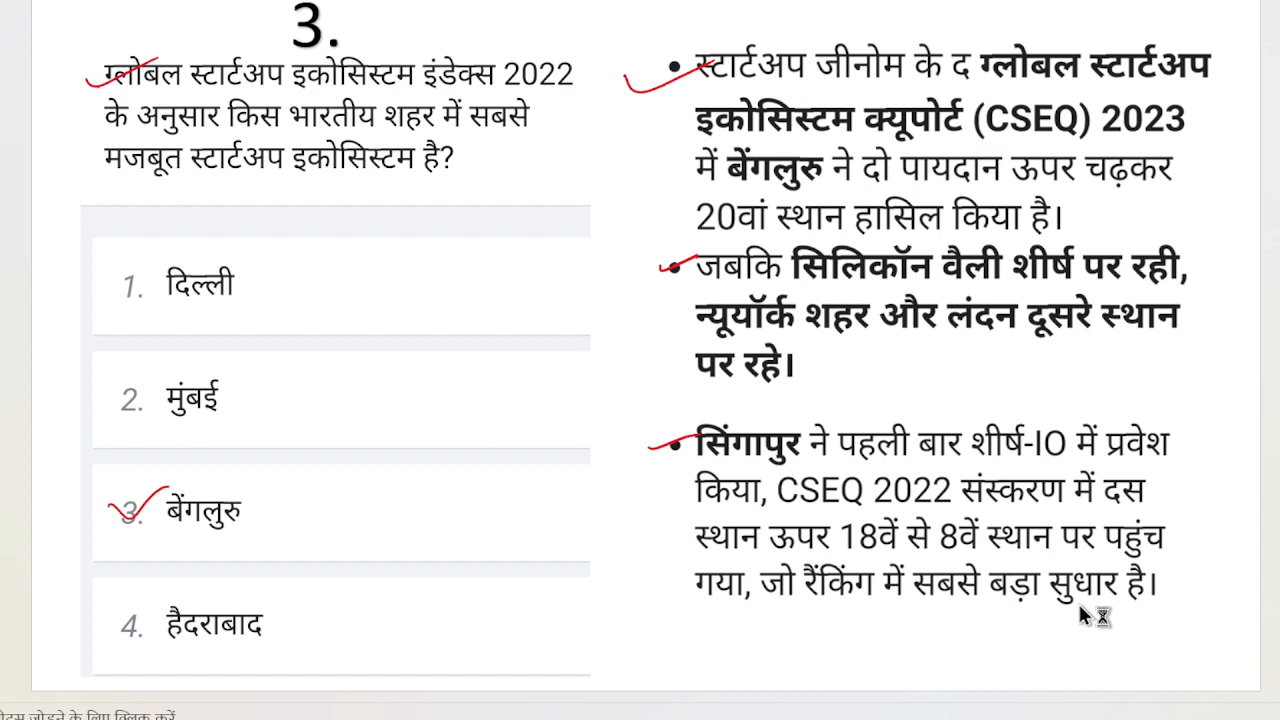 3.
ग्लोबल स्टार्टअप इकोसिस्टम इंडेक्स 2022
के अनुसार किस भारतीय शहर में सबसे
मजबूत स्टार्टअप इकोसिस्टम है?
1. दिल्ली
2. मुंबई
3. बेंगलुरु
4. हैदराबाद
• स्टार्टअप जीनोम के द ग्लोबल स्टार्टअप
इकोसिस्टम क्यूपोर्ट (CSEQ) 2023
में बेंगलुरु ने दो पायदान ऊपर चढ़कर
20वां स्थान हासिल किया है।
• जबकि सिलिकॉन वैली शीर्ष पर रही,
न्यूयॉर्क शहर और लंदन दूसरे स्थान
पर रहे।
• सिंगापुर ने पहली बार शीर्ष-IO में प्रवेश
किया, CSEQ 2022 संस्करण में दस
स्थान ऊपर 18वें से 8वें स्थान पर पहुंच
गया, जो रैंकिंग में सबसे बड़ा सुधार है।
जोड़ने के लिए क्लिक करें